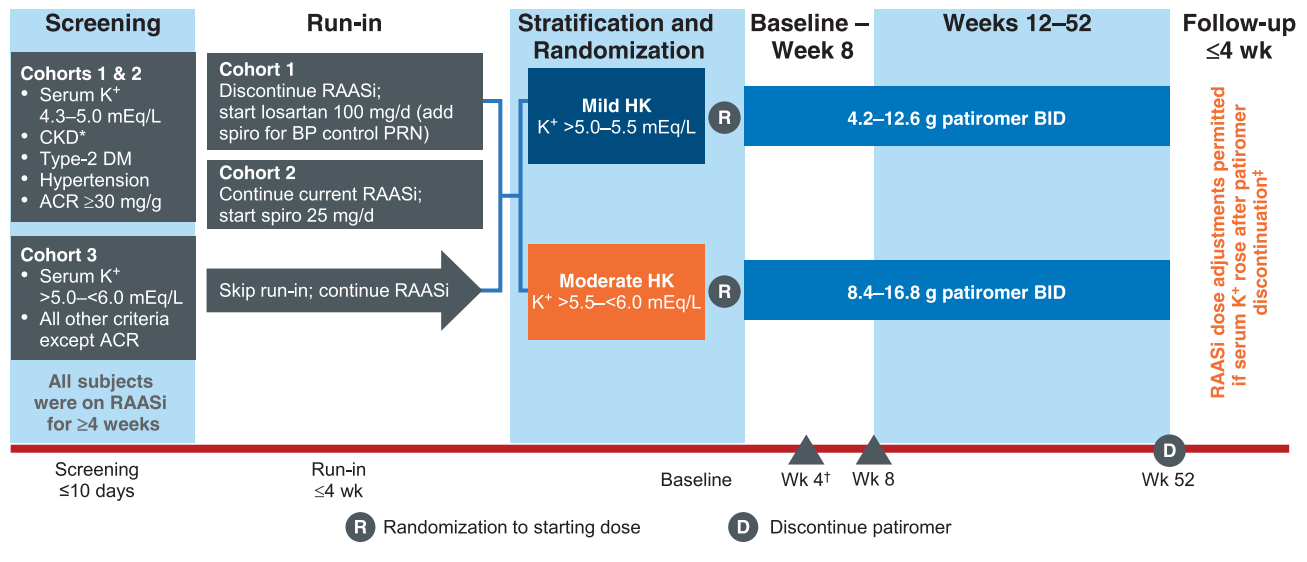 Screening
Run-in
Stratification and
Randomization
Baseline –
Week 8
Weeks 12–52
Follow-up
≤4 wk
Cohorts 1 & 2
• Serum K⁺
4.3–5.0 mEq/L
• CKD*
• Type-2 DM
• Hypertension
• ACR ≥30 mg/g
Cohort 3
• Serum K⁺
>5.0–<6.0 mEq/L
• All other criteria
except ACR
All subjects
were on RAASi
for ≥4 weeks
Cohort 1
Discontinue RAASi;
start losartan 100 mg/d (add
spiro for BP control PRN)
Cohort 2
Continue current RAASi;
start spiro 25 mg/d
Skip run-in; continue RAASi
Mild HK
K⁺ >5.0–5.5 mEq/L
R
4.2–12.6 g patiromer BID
Moderate HK
K⁺ >5.5–<6.0 mEq/L
R
8.4–16.8 g patiromer BID
RAASi dose adjustments permitted
if serum K⁺ rose after patiromer
discontinuation‡
D
Screening
≤10 days
Run-in
≤4 wk
Baseline
Wk 4†
Wk 8
Wk 52
R Randomization to starting dose
D Discontinue patiromer